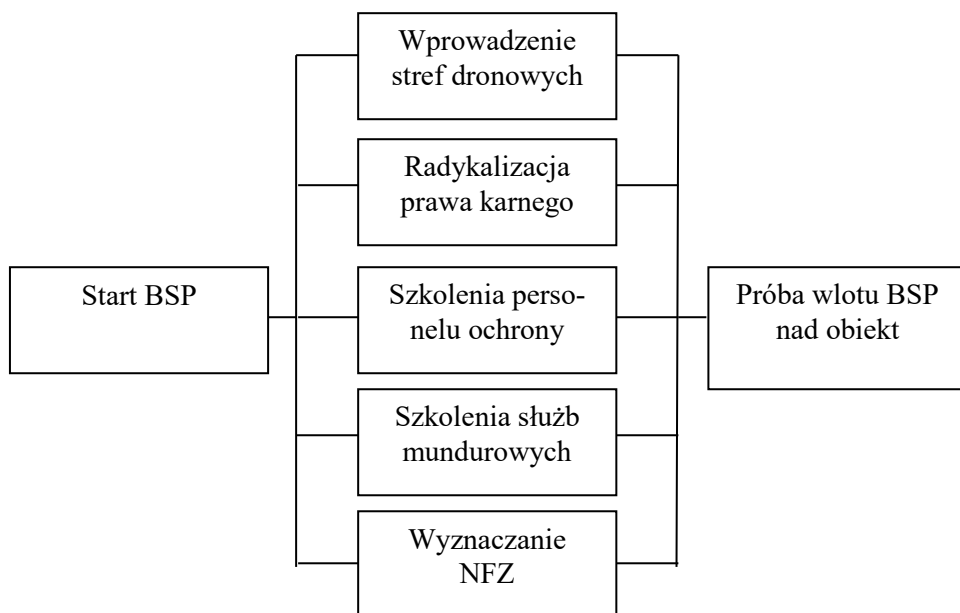 Wprowadzenie
stref dronowych
Radykalizacja
prawa karnego
Start BSP
Szkolenia perso-
nelu ochrony
Próba wlotu BSP
nad obiekt
Szkolenia służb
mundurowych
Wyznaczanie
NFZ